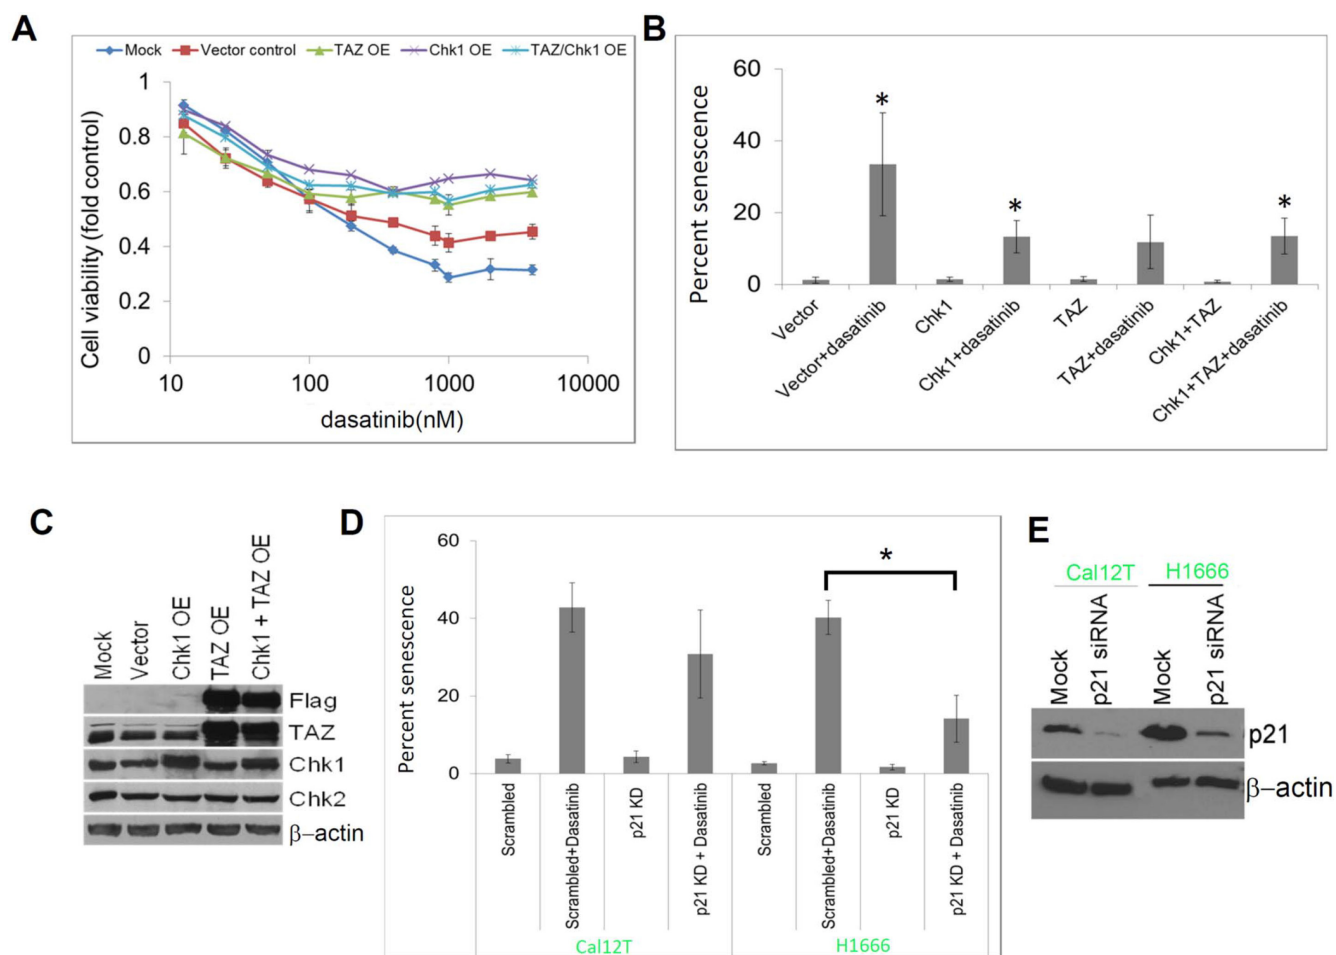 A
Mock Vector control TAZ OE Chk1 OE TAZ/Chk1 OE
Cell viability (fold control)
1
0.8
0.6
0.4
0.2
0
10 100 1000 10000
dasatinib(nM)
B
Percent senescence
60
40
20
0
* * *
Vector
Vector+dasatinib
Chk1
Chk1+dasatinib
TAZ
TAZ+dasatinib
Chk1+TAZ
Chk1+TAZ+dasatinib
C
Mock
Vector
Chk1 OE
TAZ OE
Chk1 + TAZ OE
Flag
TAZ
Chk1
Chk2
β–actin
D
Percent senescence
60
40
20
0
*
Scrambled
Scrambled+Dasatinib
p21 KD
p21 KD + Dasatinib
Scrambled
Scrambled+Dasatinib
p21 KD
p21 KD + Dasatinib
Cal12T H1666
E
Cal12T H1666
Mock
p21 siRNA
Mock
p21 siRNA
p21
β–actin